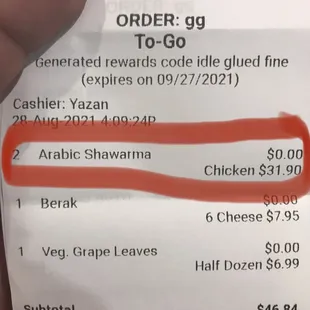 ORDER: gg
To-Go
Generated rewards code idle glued fine
(expires on 09/27/2021)
Cashier: Yazan
28-Aug-2021 4:09:24P
2 Arabic Shawarma $0.00
Chicken $31.90
1 Berak $0.00
6 Cheese $7.95
1 Veg. Grape Leaves $0.00
Half Dozen $6.99
Subtotal $46.84